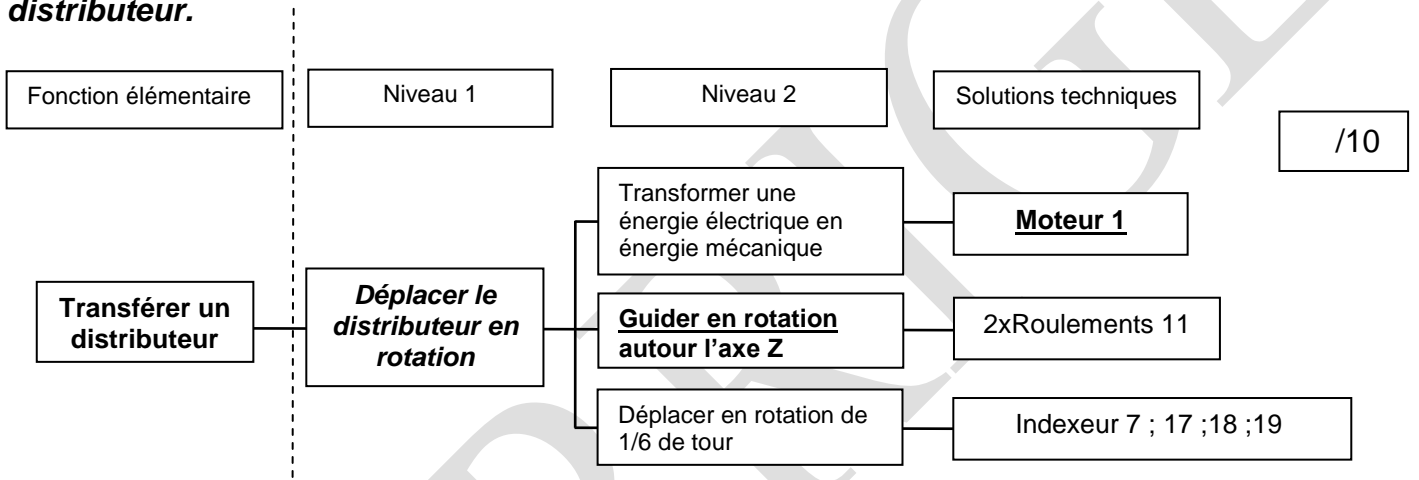 distributeur.
Fonction élémentaire
Niveau 1
Niveau 2
Solutions techniques
/10
Transformer une
énergie électrique en
énergie mécanique
Moteur 1
Transférer un
distributeur
Déplacer le
distributeur en
rotation
Guider en rotation
autour l'axe Z
2xRoulements 11
Déplacer en rotation de
1/6 de tour
Indexeur 7 ; 17 ;18 ;19